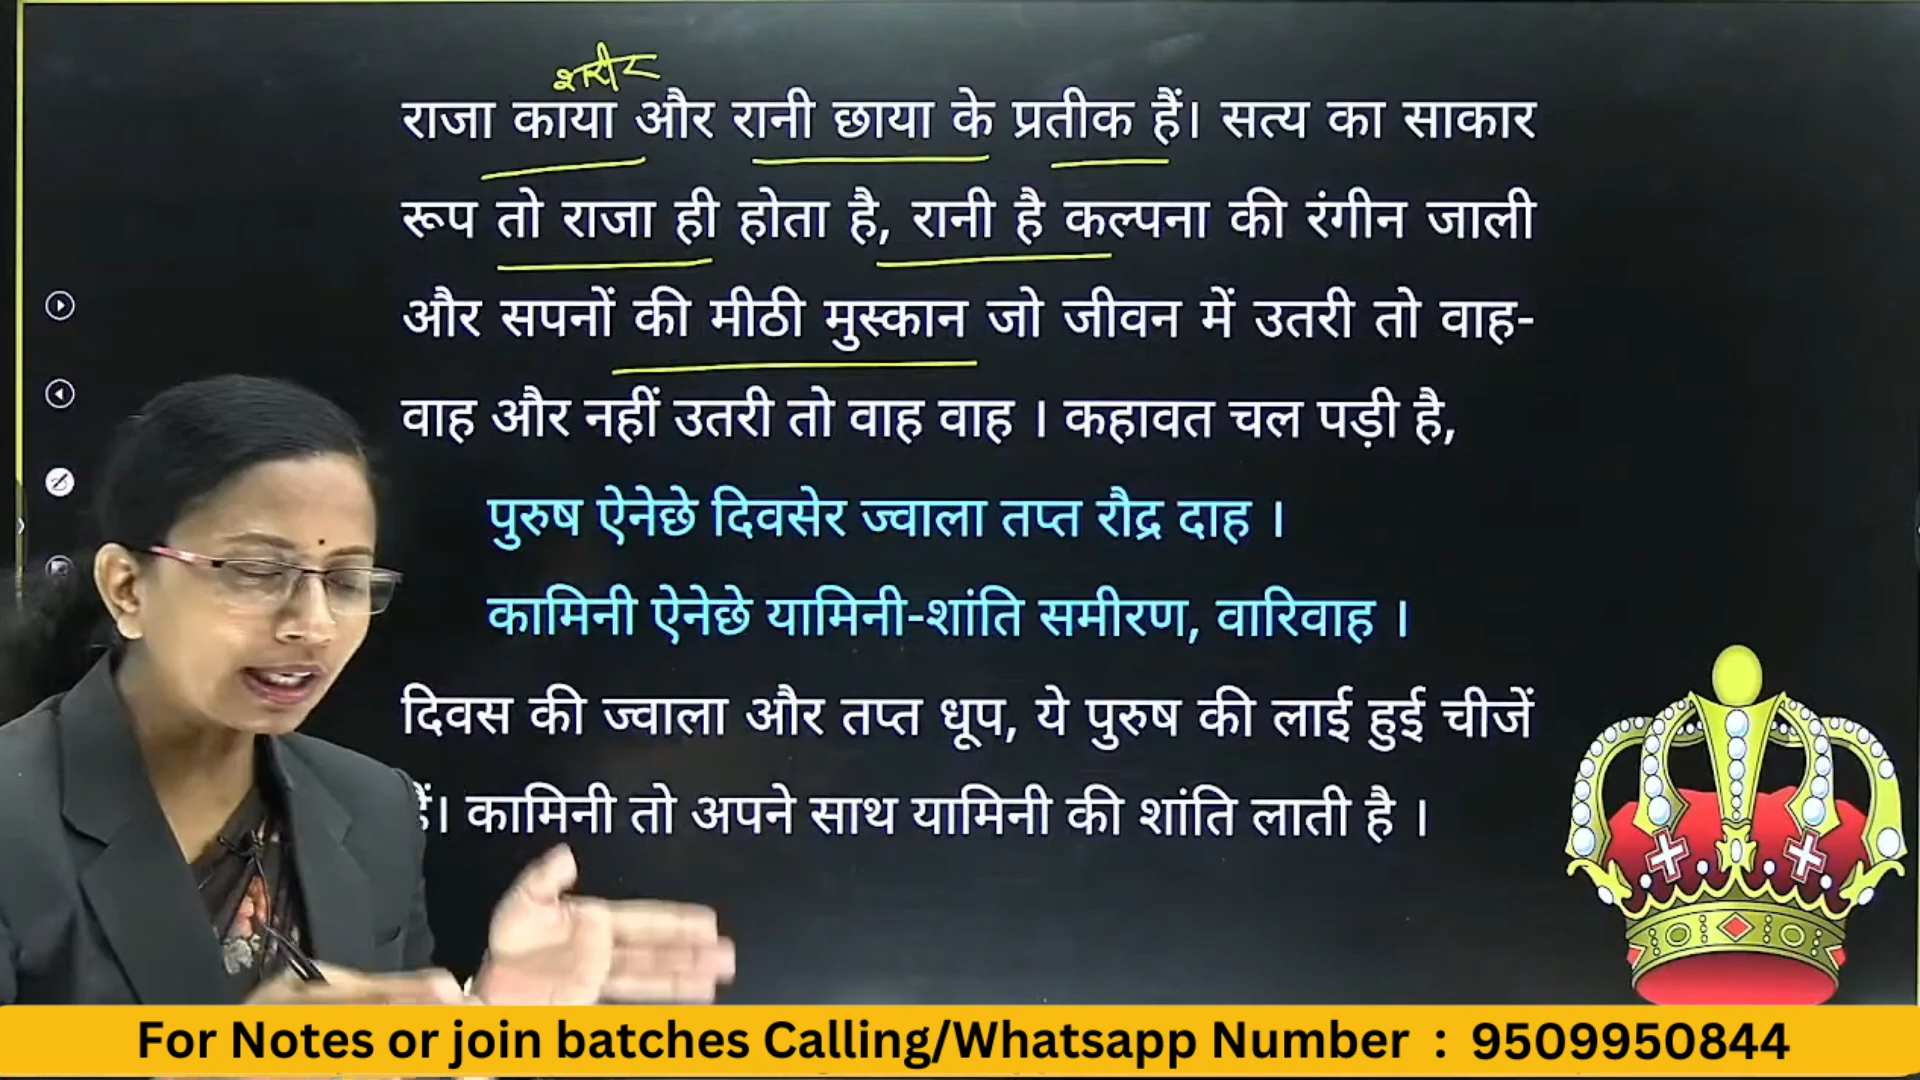 शरीर
राजा काया और रानी छाया के प्रतीक हैं। सत्य का साकार
रूप तो राजा ही होता है, रानी है कल्पना की रंगीन जाली
और सपनों की मीठी मुस्कान जो जीवन में उतरी तो वाह-
वाह और नहीं उतरी तो वाह वाह । कहावत चल पड़ी है,
पुरुष ऐनेछे दिवसेर ज्वाला तप्त रौद्र दाह ।
कामिनी ऐनेछे यामिनी-शांति समीरण, वारिवाह ।
दिवस की ज्वाला और तप्त धूप, ये पुरुष की लाई हुई चीजें
हैं। कामिनी तो अपने साथ यामिनी की शांति लाती है ।
For Notes or join batches Calling/Whatsapp Number : 9509950844